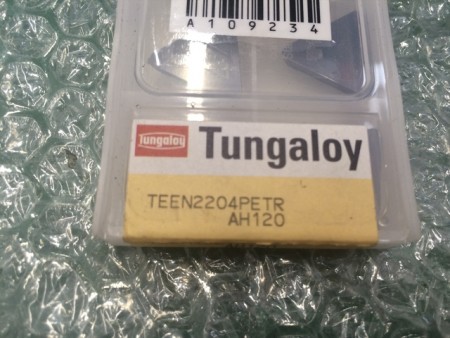 A109234
Tungaloy
Tungaloy
TEEN2204PETR
AH120